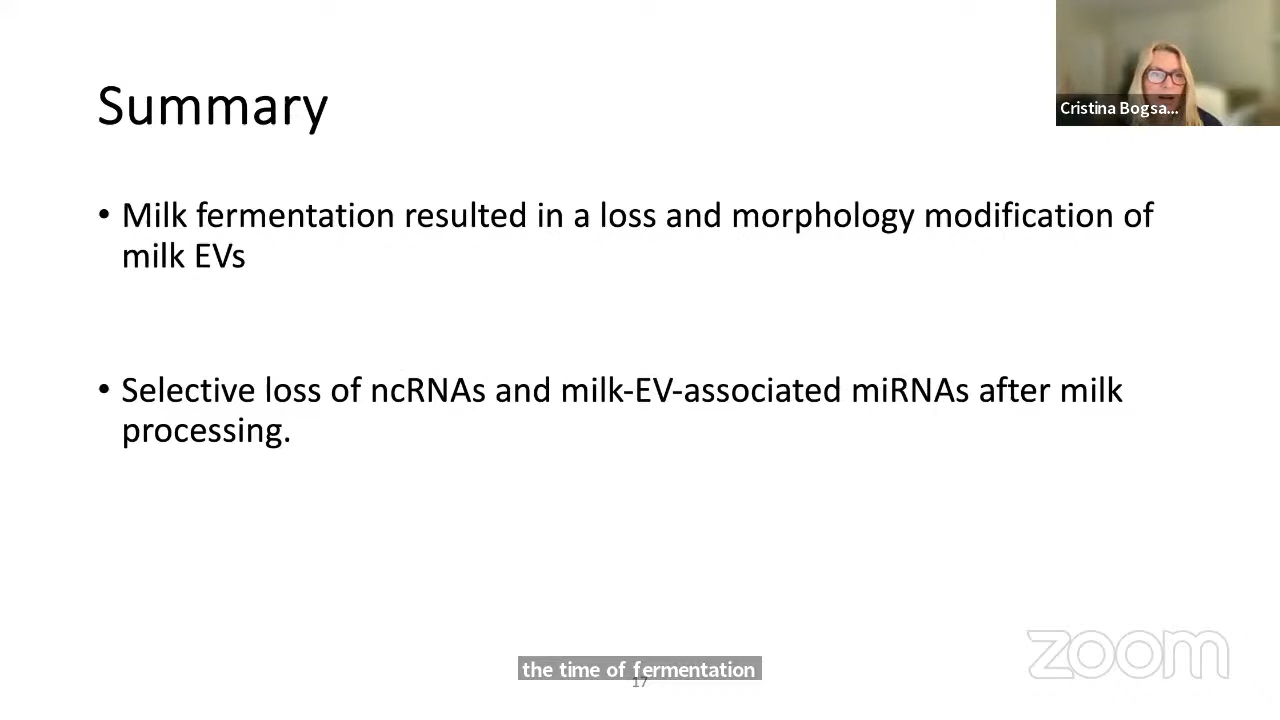 Summary
Cristina Bogsa...
• Milk fermentation resulted in a loss and morphology modification of
milk EVs
• Selective loss of ncRNAs and milk-EV-associated miRNAs after milk
processing.
the time of fermentation
17
zoom